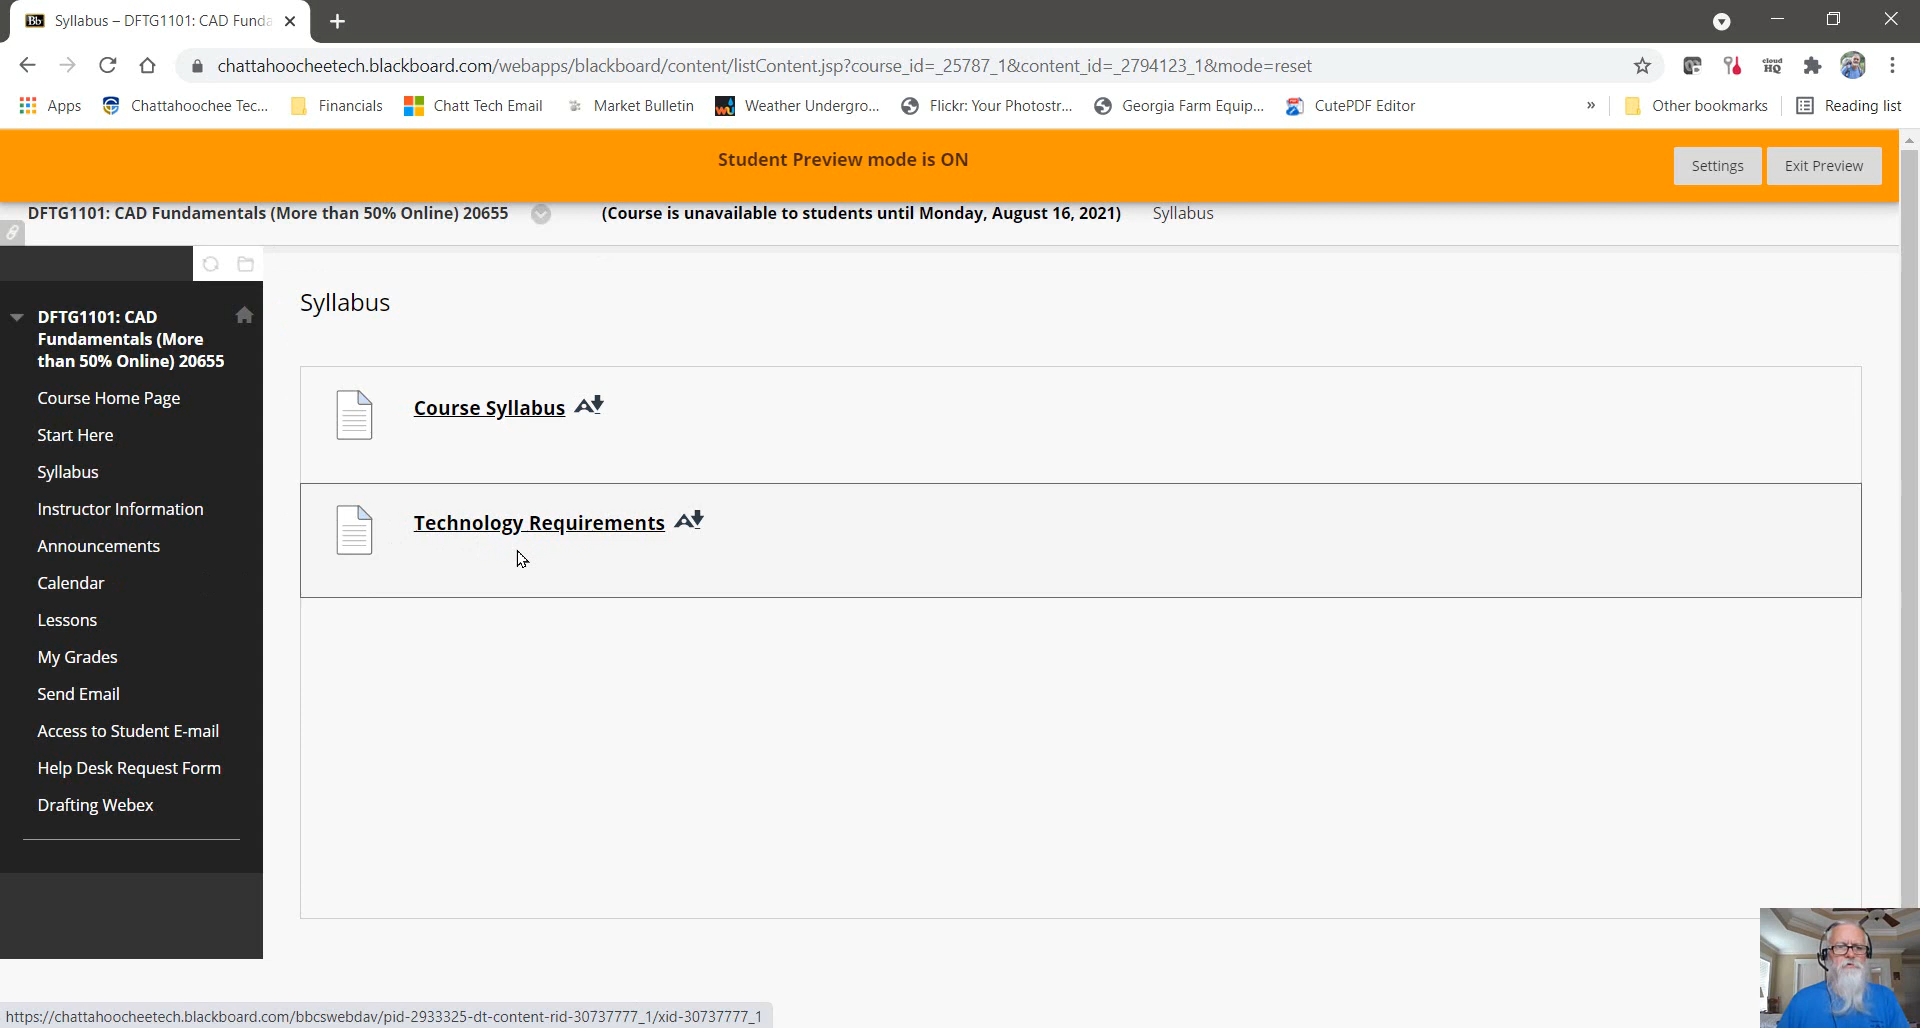 Bb Syllabus – DFTG1101: CAD Funda
chattahoocheetech.blackboard.com/webapps/blackboard/content/listContent.jsp?course_id=_25787_1&content_id=_2794123_1&mode=reset
cloud
HQ
Apps Chattahoochee Tec... Financials Chatt Tech Email Market Bulletin Weather Undergro... Flickr: Your Photostr... Georgia Farm Equip... CutePDF Editor » Other bookmarks Reading list
Student Preview mode is ON
Settings Exit Preview
DFTG1101: CAD Fundamentals (More than 50% Online) 20655 (Course is unavailable to students until Monday, August 16, 2021) Syllabus
DFTG1101: CAD
Fundamentals (More
than 50% Online) 20655
Course Home Page
Start Here
Syllabus
Instructor Information
Announcements
Calendar
Lessons
My Grades
Send Email
Access to Student E-mail
Help Desk Request Form
Drafting Webex
Syllabus
Course Syllabus
Technology Requirements
https://chattahoocheetech.blackboard.com/bbcswebdav/pid-2933325-dt-content-rid-30737777_1/xid-30737777_1